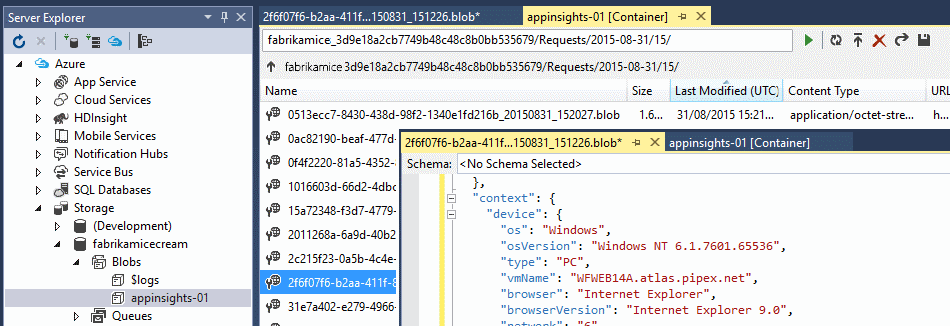 Server Explorer
Azure
App Service
Cloud Services
HDInsight
Mobile Services
Notification Hubs
Service Bus
SQL Databases
Storage
(Development)
fabrikamicecream
Blobs
$logs
appinsights-01
Queues
2f6f07f6-b2aa-411f...150831_151226.blob*
appinsights-01 [Container]
fabrikamice_3d9e18a2cb7749b48c48c8b0bb535679/Requests/2015-08-31/15/
fabrikamice3d9e18a2cb7749b48c48c8b0bb535679/Requests/2015-08-31/15/
Name Size Last Modified (UTC) Content Type URL
0513ecc7-8430-438d-98f2-1340e1fd216b_20150831_152027.blob 1.6... 31/08/2015 15:21... application/octet-stre... h...
0ac82190-beaf-477d-
0f4f2220-81a5-4352-
1016603d-66d2-4dbd
15a72348-f3d7-4779-
2011268a-6a9d-40b2
2c215f23-0a5b-4c4e-
2f6f07f6-b2aa-411f-8
31e7a402-e279-4966-
2f6f07f6-b2aa-411f...150831_151226.blob*
appinsights-01 [Container]
Schema: <No Schema Selected>
},
"context": {
"device": {
"os": "Windows",
"osVersion": "Windows NT 6.1.7601.65536",
"type": "PC",
"vmName": "WFWEB14A.atlas.pipex.net",
"browser": "Internet Explorer",
"browserVersion": "Internet Explorer 9.0",